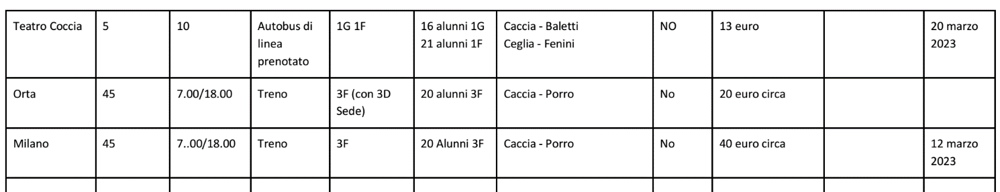 Teatro Coccia 5 10 Autobus di linea prenotato 1G 1F 16 alunni 1G 21 alunni 1F Caccia - Baletti Ceglia - Fenini NO 13 euro 20 marzo 2023
Orta 45 7.00/18.00 Treno 3F (con 3D Sede) 20 alunni 3F Caccia - Porro No 20 euro circa
Milano 45 7..00/18.00 Treno 3F 20 Alunni 3F Caccia - Porro No 40 euro circa 12 marzo 2023